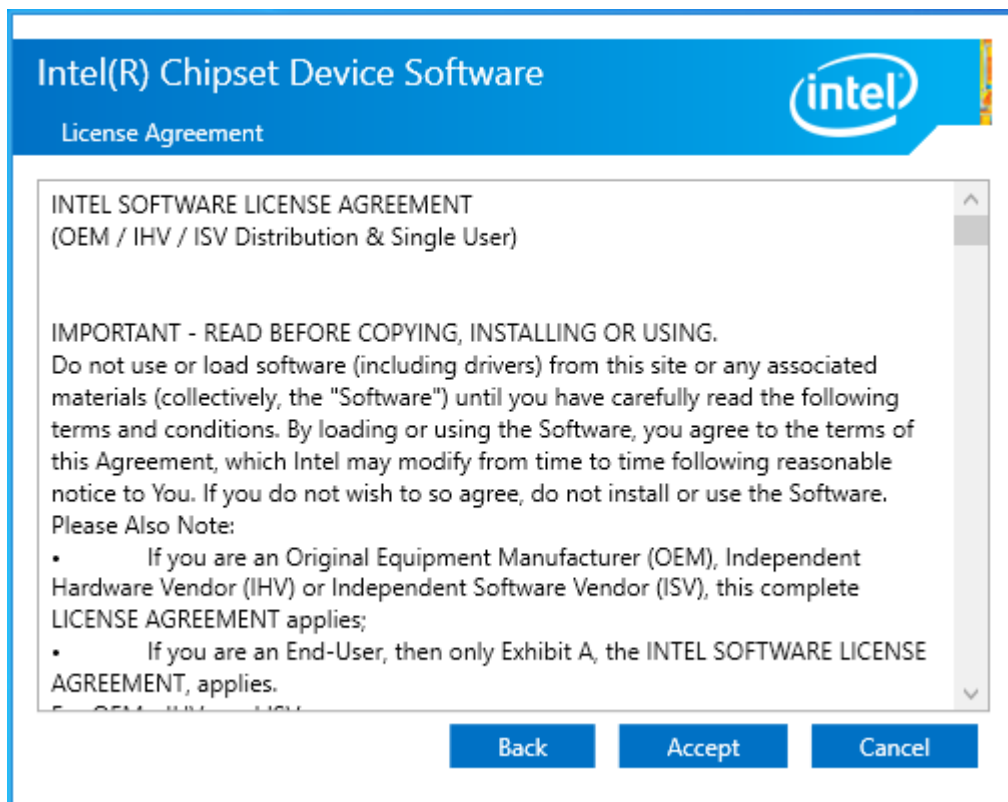 Intel(R) Chipset Device Software
intel
License Agreement
INTEL SOFTWARE LICENSE AGREEMENT
(OEM / IHV / ISV Distribution & Single User)
IMPORTANT - READ BEFORE COPYING, INSTALLING OR USING.
Do not use or load software (including drivers) from this site or any associated
materials (collectively, the "Software") until you have carefully read the following
terms and conditions. By loading or using the Software, you agree to the terms of
this Agreement, which Intel may modify from time to time following reasonable
notice to You. If you do not wish to so agree, do not install or use the Software.
Please Also Note:
• If you are an Original Equipment Manufacturer (OEM), Independent
Hardware Vendor (IHV) or Independent Software Vendor (ISV), this complete
LICENSE AGREEMENT applies;
• If you are an End-User, then only Exhibit A, the INTEL SOFTWARE LICENSE
AGREEMENT, applies.
Back Accept Cancel